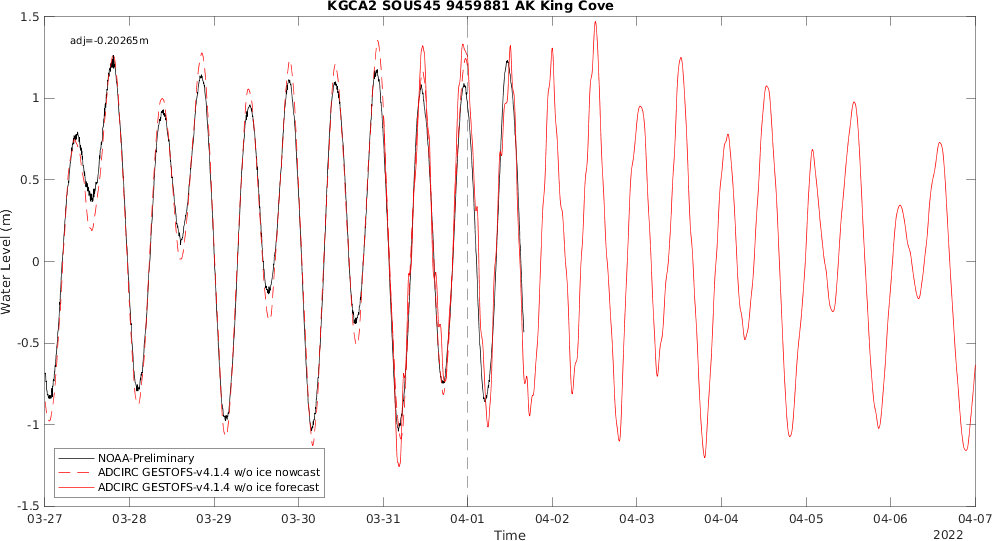 KGCA2 SOUS45 9459881 AK King Cove
adj=-0.20265m
Water Level (m)
1.5
1
0.5
0
-0.5
-1
-1.5
NOAA-Preliminary
ADCIRC GESTOFS-v4.1.4 w/o ice nowcast
ADCIRC GESTOFS-v4.1.4 w/o ice forecast
03-27 03-28 03-29 03-30 03-31 04-01 04-02 04-03 04-04 04-05 04-06 04-07
Time
2022